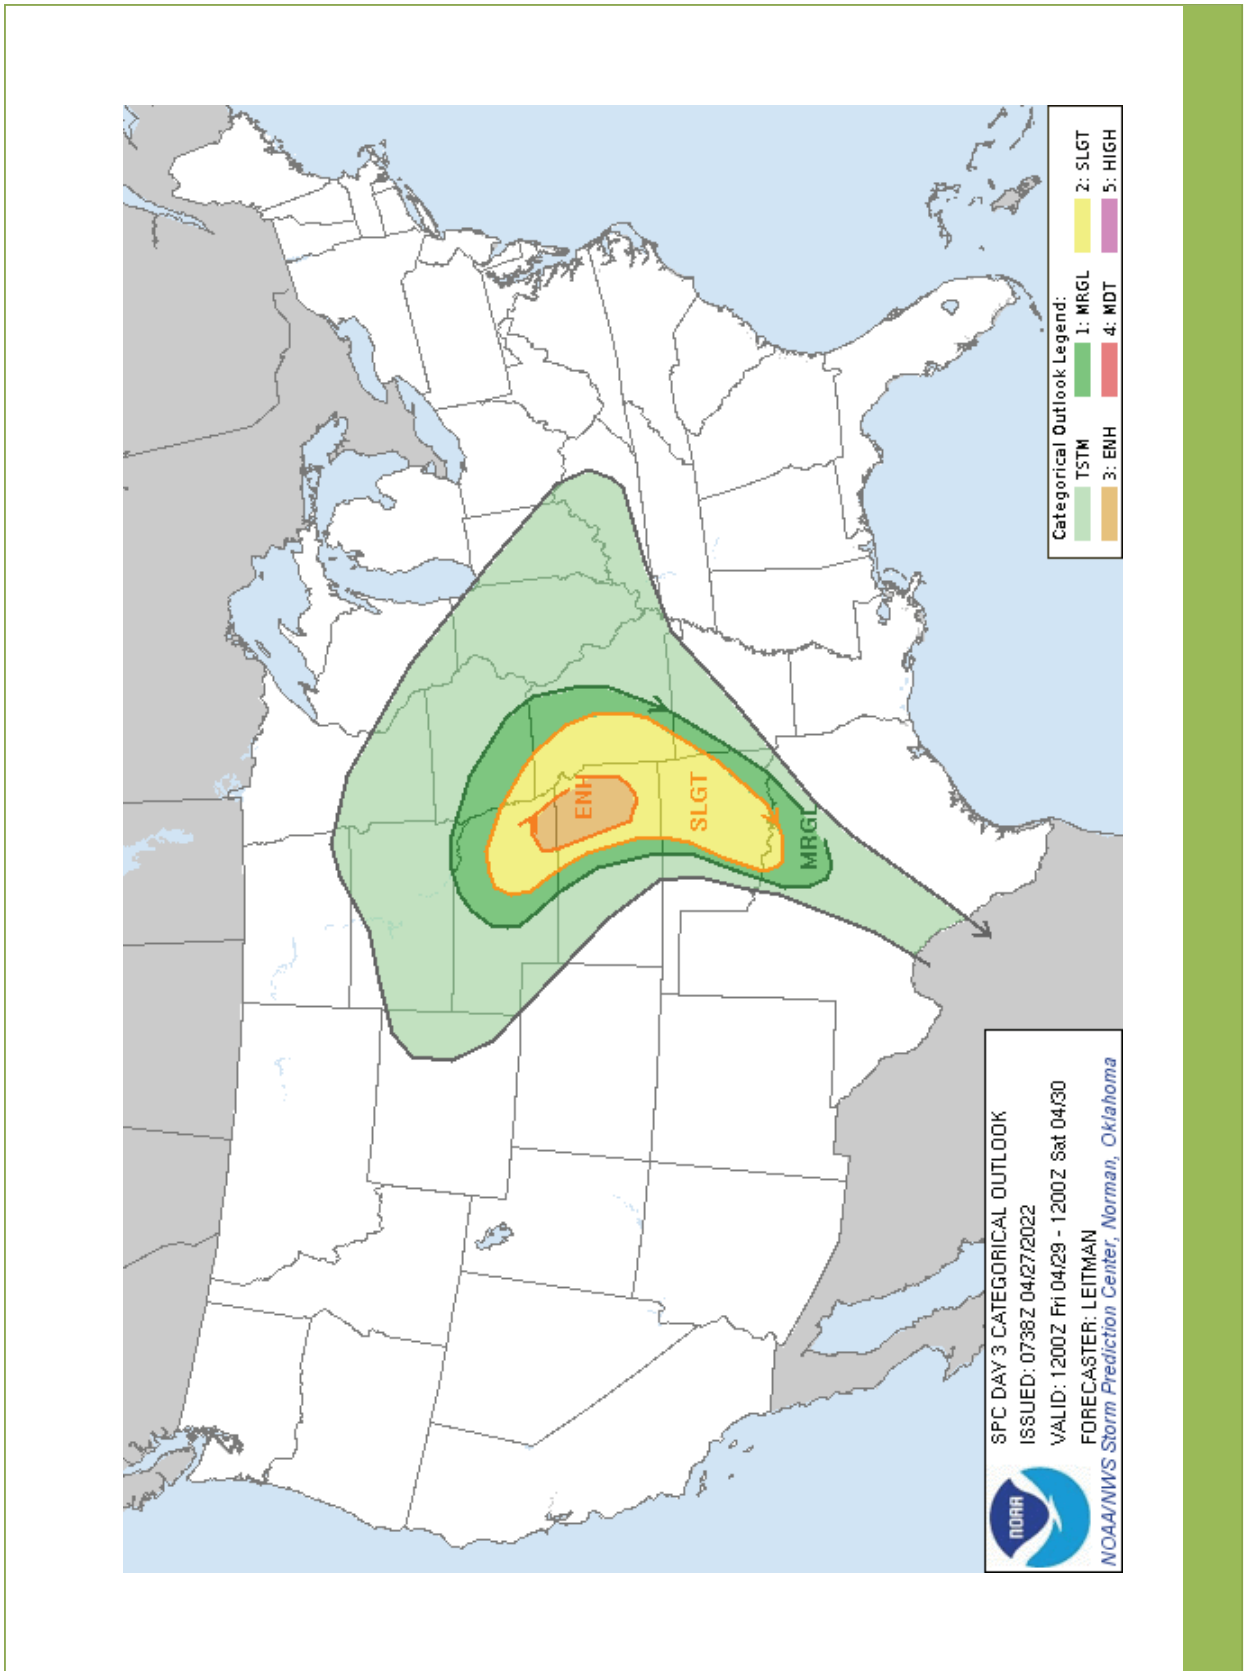 ENH
SLGT
MRGL
Categorical Outlook Legend:
TSTM 1: MRGL 2: SLGT
3: ENH 4: MDT 5: HIGH
NOAA
SPC DAY 3 CATEGORICAL OUTLOOK
ISSUED: 0738Z 04/27/2022
VALID: 1200Z Fri 04/29 - 1200Z Sat 04/30
FORECASTER: LEITMAN
NOAA/NWS Storm Prediction Center, Norman, Oklahoma